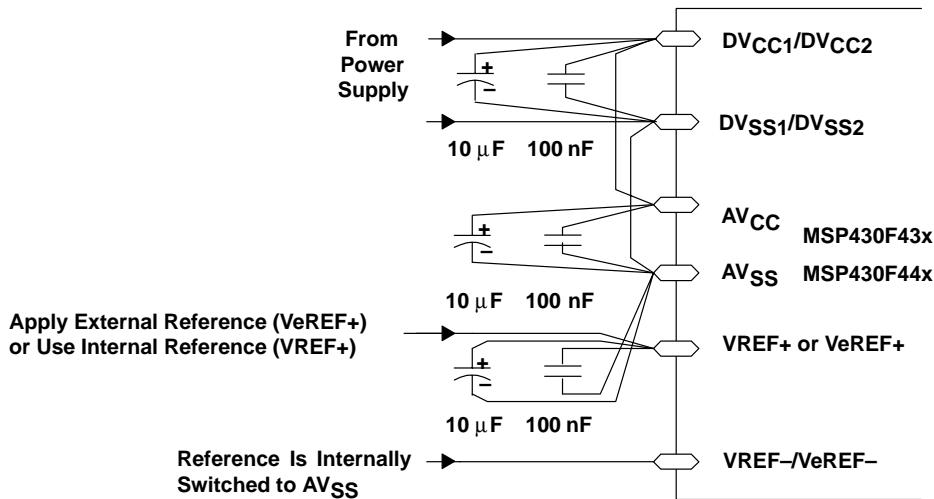 From
Power
Supply
+
−
10 µF 100 nF
DVCC1/DVCC2
DVSS1/DVSS2
+
−
10 µF 100 nF
AVCC
MSP430F43x
AVSS
MSP430F44x
Apply External Reference (VeREF+)
or Use Internal Reference (VREF+)
+
−
10 µF 100 nF
VREF+ or VeREF+
Reference Is Internally
Switched to AVSS
VREF–/VeREF–